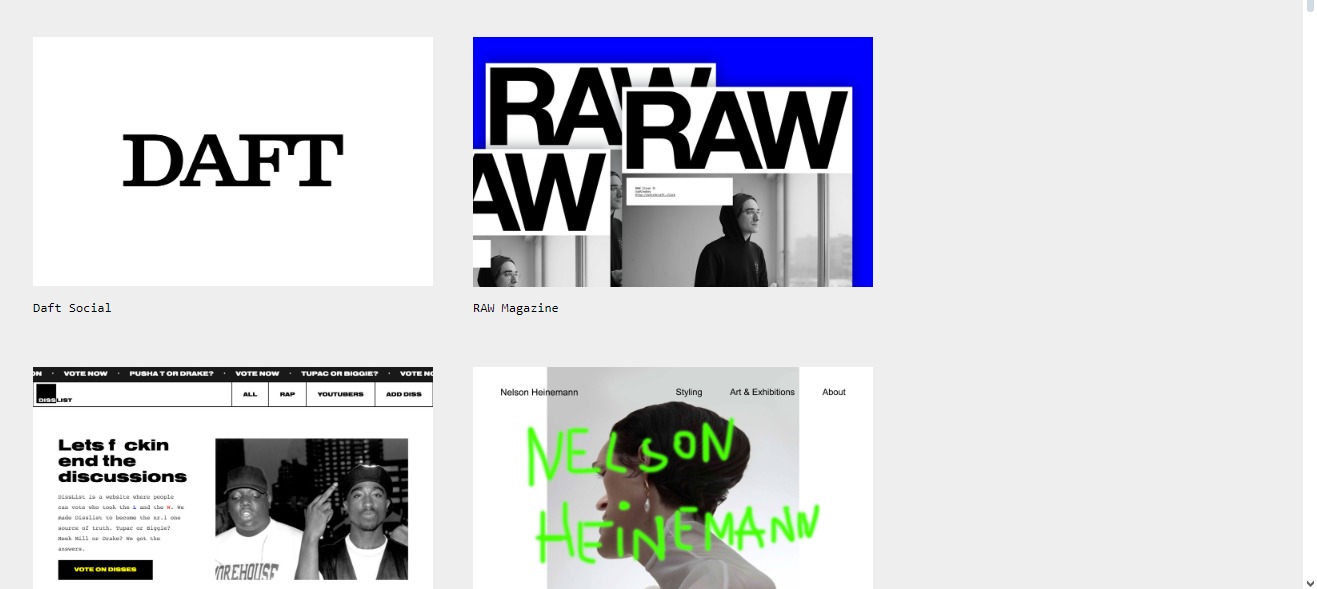 DAFT
RAW
RAW
AW
Daft Social
RAW Magazine
ON · VOTE NOW · PUSHA T OR DRAKE? · VOTE NOW · TUPAC OR BIGGIE? · VOTE NO
DISSLIST
ALL
RAP
YOUTUBERS
ADD DISS
Lets f ckin
end the
discussions
DissList is a website where people
can vote who took the L and the W. We
made Disslist to become the nr.1 one
source of truth. Tupac or Biggie?
Meek Mill or Drake? We got the
answers.
VOTE ON DISSES
Nelson Heinemann
Styling
Art & Exhibitions
About
NELSON
HEINEMANN